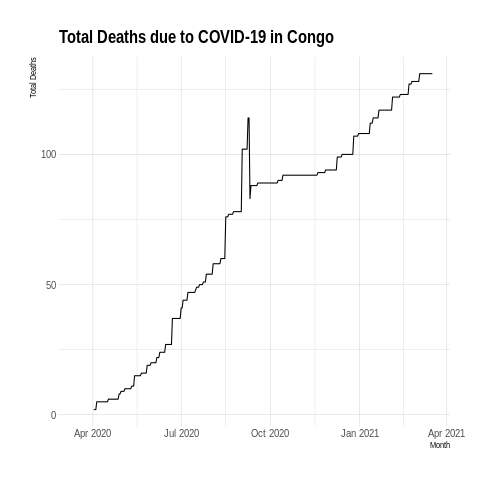 Total Deaths due to COVID-19 in Congo
Total Deaths
100
50
0
Apr 2020 Jul 2020 Oct 2020 Jan 2021 Apr 2021
Month